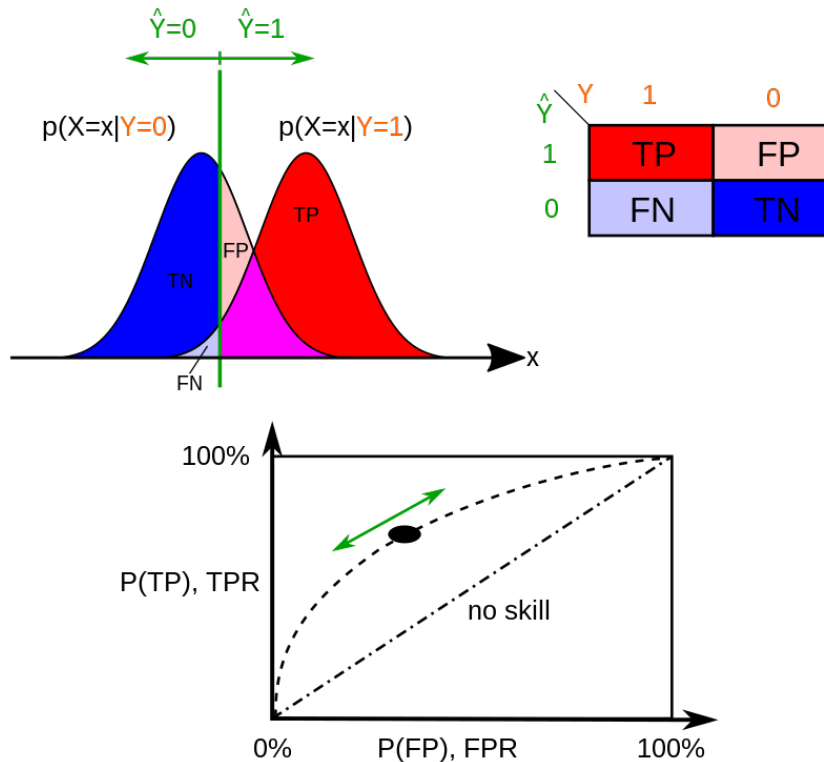 Ŷ=0 Ŷ=1
p(X=x|Y=0) p(X=x|Y=1)
TP
FP
TN
FN
x
Y 1 0
Ŷ
1 TP FP
0 FN TN
100%
P(TP), TPR
no skill
0% P(FP), FPR 100%